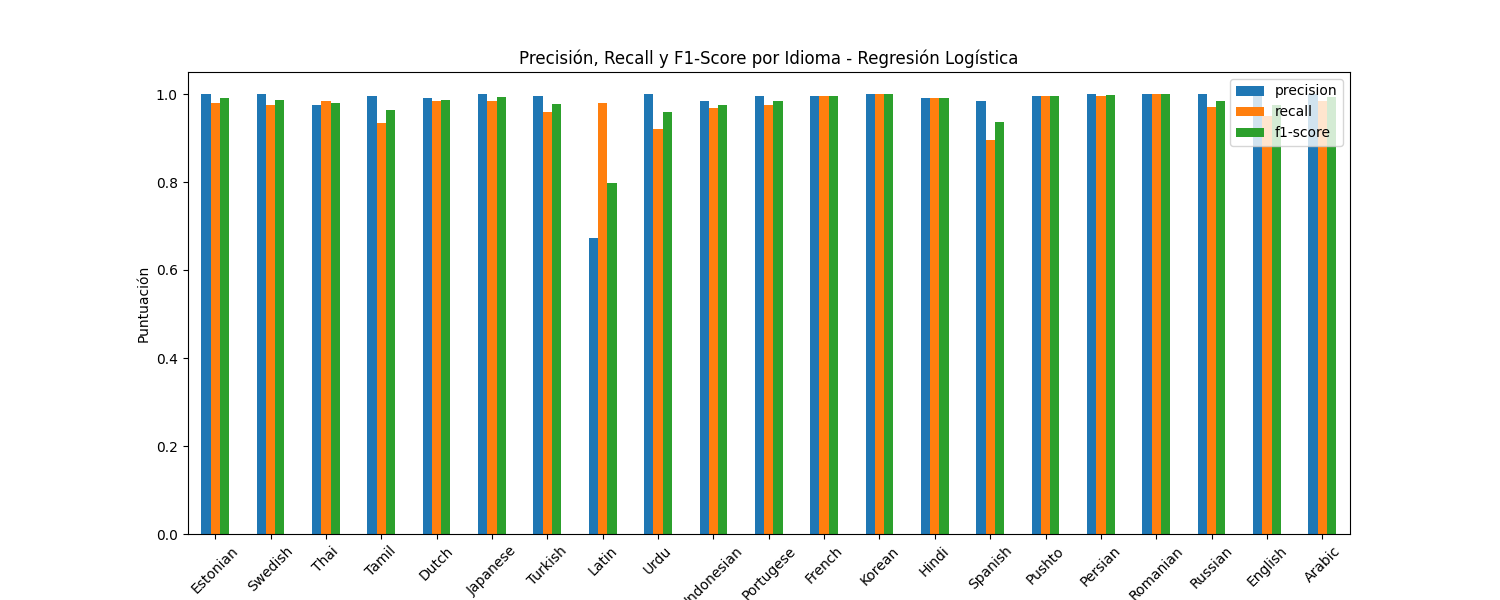 Precisión, Recall y F1-Score por Idioma - Regresión Logística
precision
recall
f1-score
Puntuación
1.0
0.8
0.6
0.4
0.2
0.0
Estonian
Swedish
Thai
Tamil
Dutch
Japanese
Turkish
Latin
Urdu
Indonesian
Portugese
French
Korean
Hindi
Spanish
Pushto
Persian
Romanian
Russian
English
Arabic